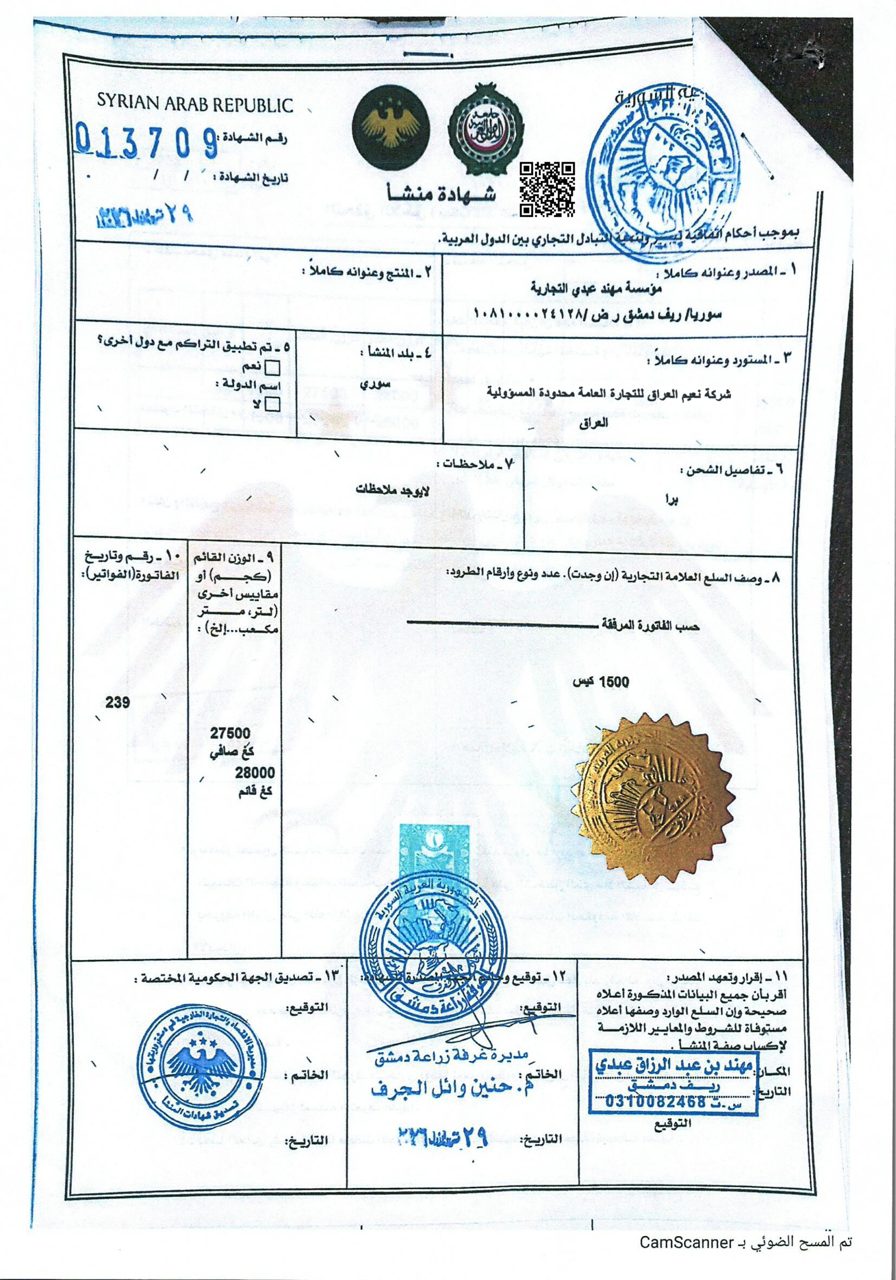 SYRIAN ARAB REPUBLIC
رقم الشهادة :
013709
تاريخ الشهادة : / /
شهادة منشأ
بموجب أحكام اتفاقية تيسير وتنمية التبادل التجاري بين الدول العربية.
١ ـ المصدر وعنوانه كاملاً :
مؤسسة مهند عبدي التجارية
سوريا/ ريف دمشق ر ض /١٠٨١٠٠٠٠٢٤١٢٨
٢ ـ المنتج وعنوانه كاملاً :
٣ ـ المستورد وعنوانه كاملاً :
شركة نعيم العراق للتجارة العامة محدودة المسؤولية
العراق
٤ ـ بلد المنشأ :
سوري
٥ ـ تم تطبيق التراكم مع دول أخرى؟
نعم
اسم الدولة :
لا
٦ ـ تفاصيل الشحن :
برا
٧ ـ ملاحظات :
لايوجد ملاحظات
٨ ـ وصف السلع العلامة التجارية (إن وجدت). عدد ونوع وأرقام الطرود:
حسب الفاتورة المرفقة
1500 كيس
٩ ـ الوزن القائم
(كجم) أو
مقاييس أخرى
(لتر، متر
مكعب...إلخ) :
27500
كغ صافي
28000
كغ قائم
١٠ ـ رقم وتاريخ
الفاتورة(الفواتير):
239
١١ ـ إقرار وتعهد المصدر :
أقر بأن جميع البيانات المذكورة أعلاه
صحيحة وإن السلع الوارد وصفها أعلاه
مستوفاة للشروط والمعايير اللازمة
لإكساب صفة المنشأ .
المكان:
التاريخ:
مهند بن عبد الرزاق عبدي
ريف دمشق
س.ت 0310082468
التوقيع
١٢ ـ توقيع وختم
التوقيع:
الجمهورية العربية السورية
غرفة زراعة دمشق
مديرة غرفة زراعة دمشق
الخاتم :
م. حنين وائل الجرف
التاريخ:
١٣ ـ تصديق الجهة الحكومية المختصة :
التوقيع:
تصديق شهادات المنشأ
الخاتم :
التاريخ:
تم المسح الضوئي بـ CamScanner